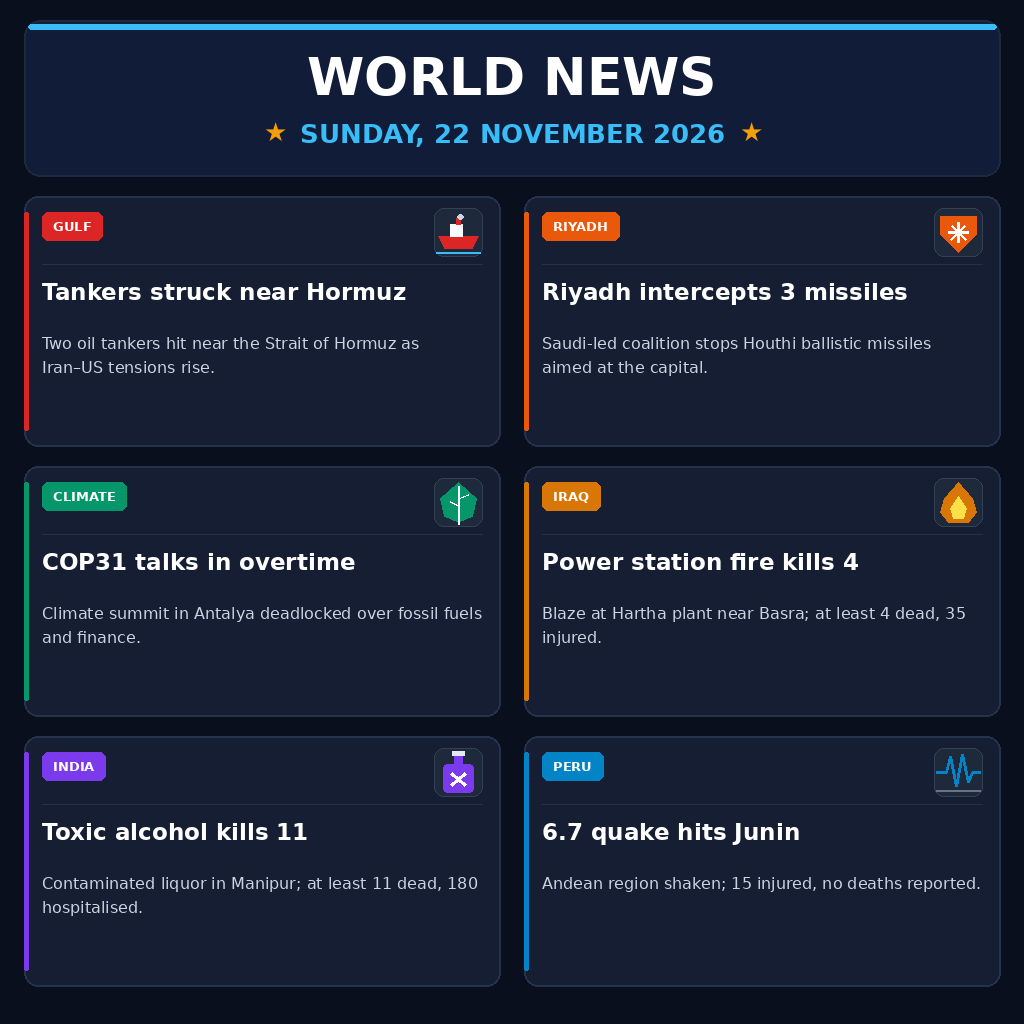 WORLD NEWS
★ SUNDAY, 22 NOVEMBER 2026 ★
GULF
Tankers struck near Hormuz
Two oil tankers hit near the Strait of Hormuz as
Iran–US tensions rise.
RIYADH
Riyadh intercepts 3 missiles
Saudi-led coalition stops Houthi ballistic missiles
aimed at the capital.
CLIMATE
COP31 talks in overtime
Climate summit in Antalya deadlocked over fossil fuels
and finance.
IRAQ
Power station fire kills 4
Blaze at Hartha plant near Basra; at least 4 dead, 35
injured.
INDIA
Toxic alcohol kills 11
Contaminated liquor in Manipur; at least 11 dead, 180
hospitalised.
PERU
6.7 quake hits Junin
Andean region shaken; 15 injured, no deaths reported.